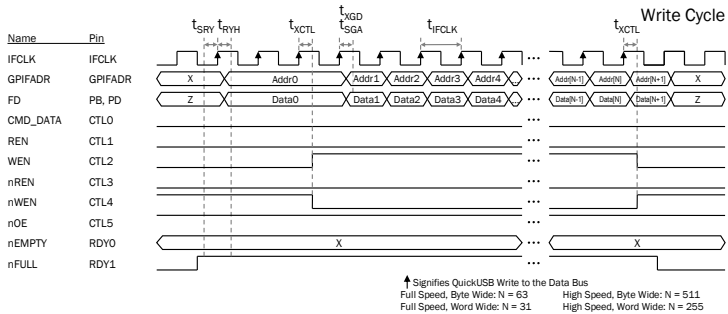 Write Cycle
tSRY tRYH tXCTL tXGD tSGA tIFCLK tXCTL
Name Pin
IFCLK IFCLK ...
GPIFADR GPIFADR X Addr0 Addr1 Addr2 Addr3 Addr4 ... Addr[N-1] Addr[N] Addr[N+1] X
FD PB, PD Z Data0 Data1 Data2 Data3 Data4 ... Data[N-1] Data[N] Data[N+1] Z
CMD_DATA CTL0 ...
REN CTL1 ...
WEN CTL2 ...
nREN CTL3 ...
nWEN CTL4 ...
nOE CTL5 ...
nEMPTY RDY0 X ... X
nFULL RDY1 ...
Signifies QuickUSB Write to the Data Bus
Full Speed, Byte Wide: N = 63 High Speed, Byte Wide: N = 511
Full Speed, Word Wide: N = 31 High Speed, Word Wide: N = 255